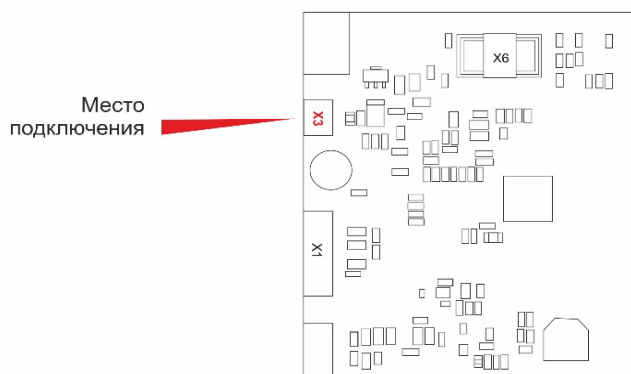 X6
Место
подключения
X3
X1